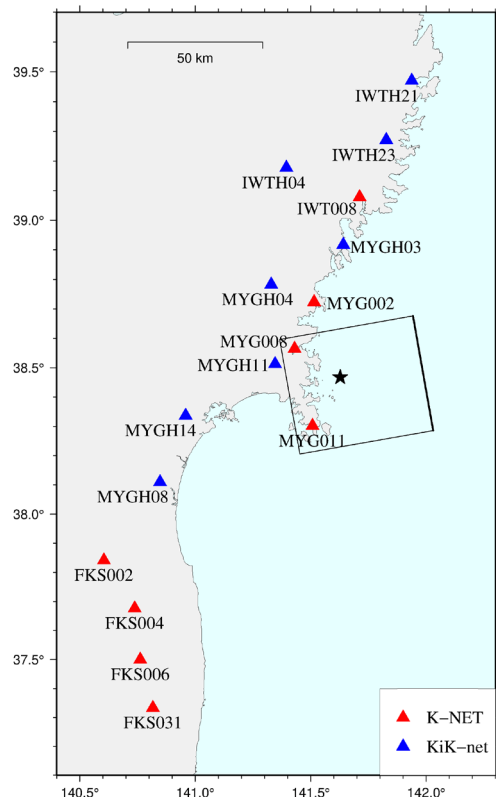 39.5°
39.0°
38.5°
38.0°
37.5°
50 km
IWTH21
IWTH23
IWTH04
IWT008
MYGH03
MYGH04
MYG002
MYG008
MYGH11
MYGH14
MYG011
MYGH08
FKS002
FKS004
FKS006
FKS031
K-NET
KiK-net
140.5°
141.0°
141.5°
142.0°